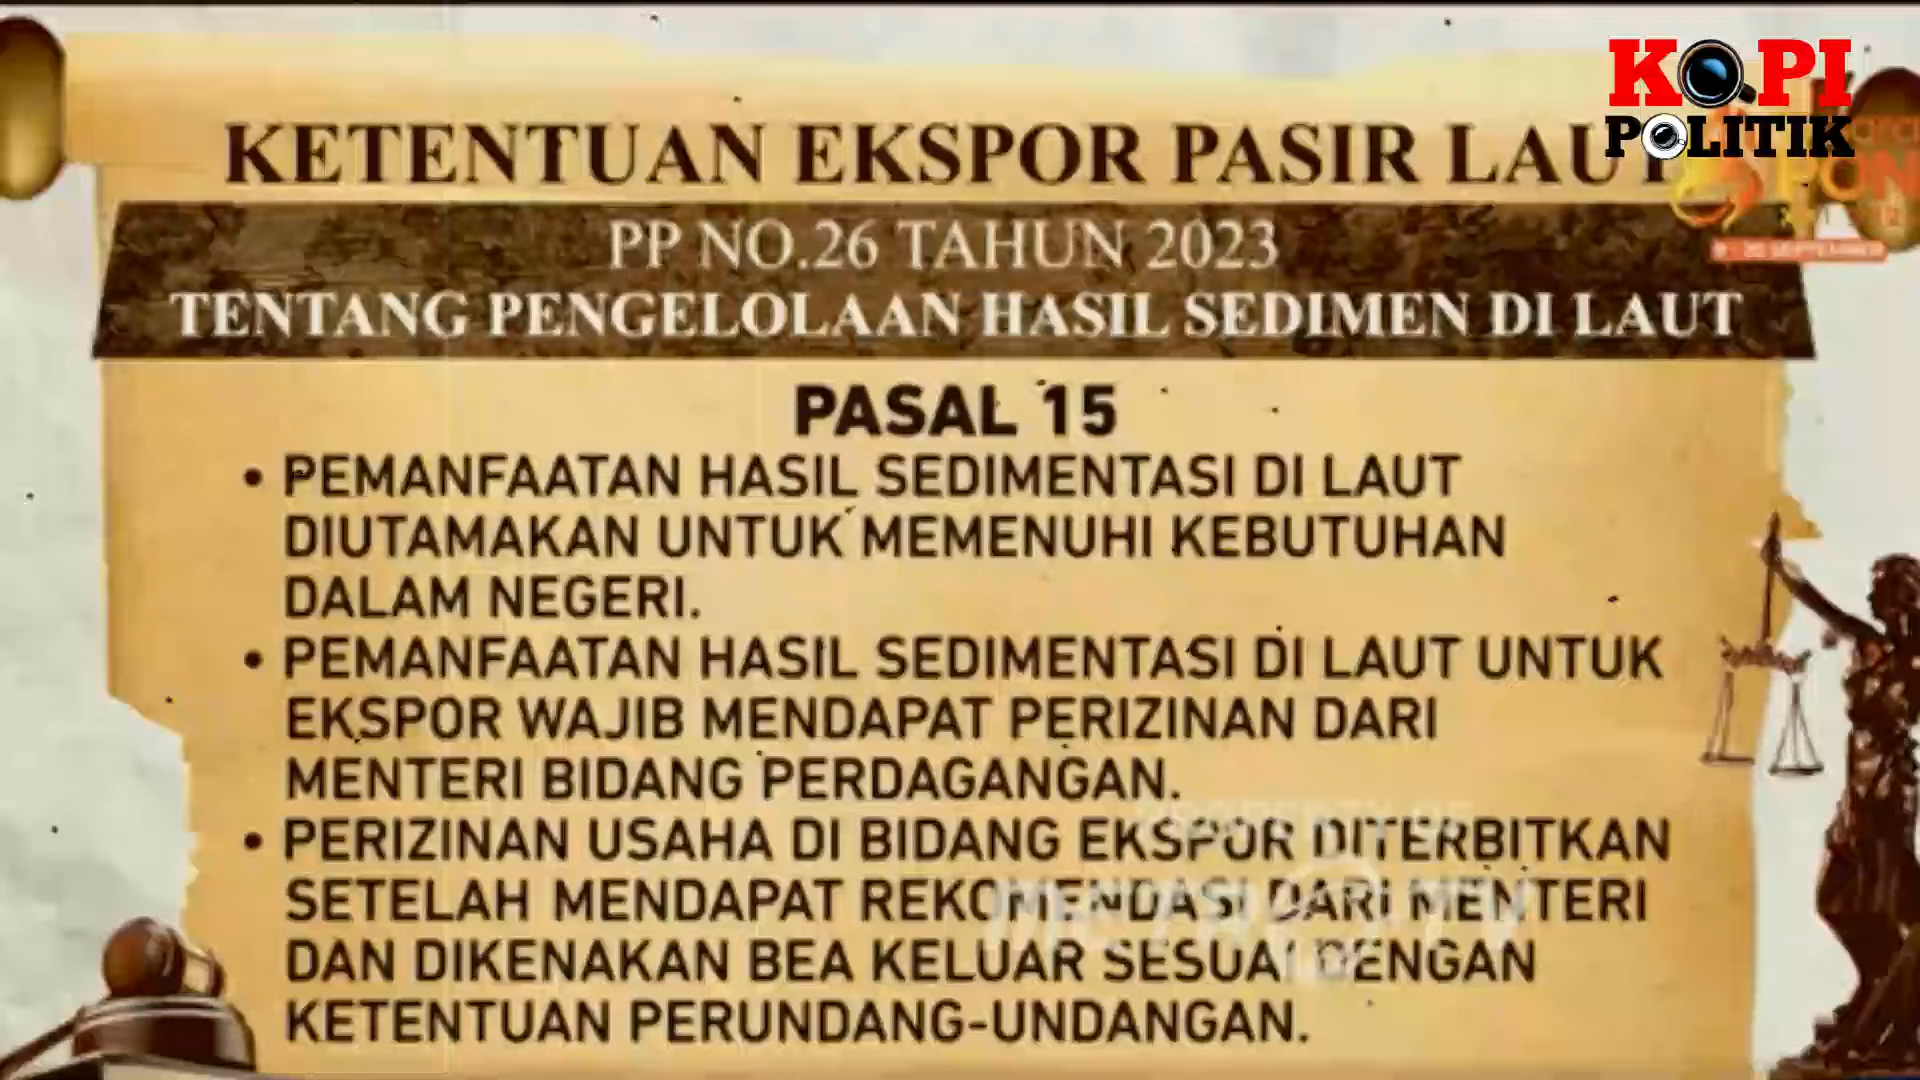 KOPI
POLITIK
KETENTUAN EKSPOR PASIR LAUT
PON
PP NO.26 TAHUN 2023
TENTANG PENGELOLAAN HASIL SEDIMEN DI LAUT
PASAL 15
• PEMANFAATAN HASIL SEDIMENTASI DI LAUT
DIUTAMAKAN UNTUK MEMENUHI KEBUTUHAN
DALAM NEGERI.
• PEMANFAATAN HASIL SEDIMENTASI DI LAUT UNTUK
EKSPOR WAJIB MENDAPAT PERIZINAN DARI
MENTERI BIDANG PERDAGANGAN.
• PERIZINAN USAHA DI BIDANG EKSPOR DITERBITKAN
SETELAH MENDAPAT REKOMENDASI DARI MENTERI
DAN DIKENAKAN BEA KELUAR SESUAI DENGAN
KETENTUAN PERUNDANG-UNDANGAN.
METRO TV